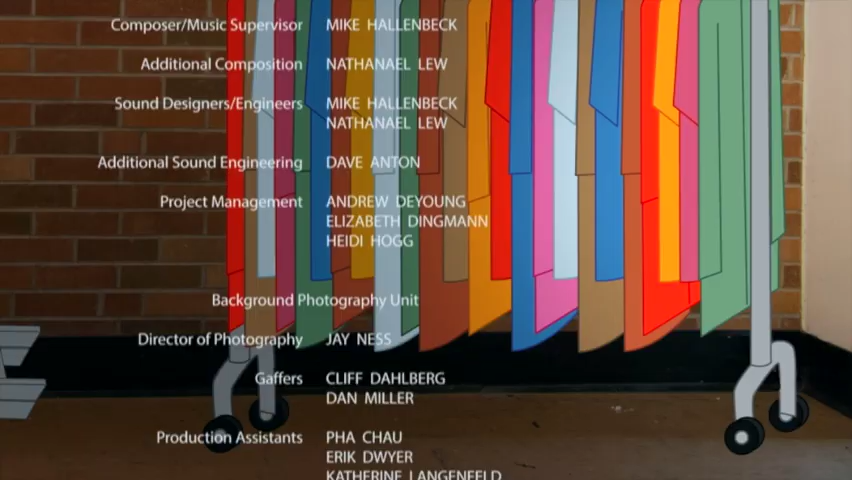 Composer/Music Supervisor MIKE HALLENBECK
Additional Composition NATHANAEL LEW
Sound Designers/Engineers MIKE HALLENBECK
NATHANAEL LEW
Additional Sound Engineering DAVE ANTON
Project Management ANDREW DEYOUNG
ELIZABETH DINGMANN
HEIDI HOGG
Background Photography Unit
Director of Photography JAY NESS
Gaffers CLIFF DAHLBERG
DAN MILLER
Production Assistants PHA CHAU
ERIK DWYER
KATHERINE LANGENFELD